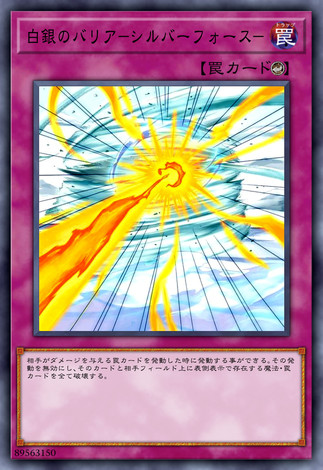 白銀のバリアーシルバーフォースー
トラップ
罠
【罠カード】
相手がダメージを与える罠カードを発動した時に発動する事ができる。その発
動を無効にし、そのカードと相手フィールド上に表側表示で存在する魔法・罠
カードを全て破壊する。
89563150